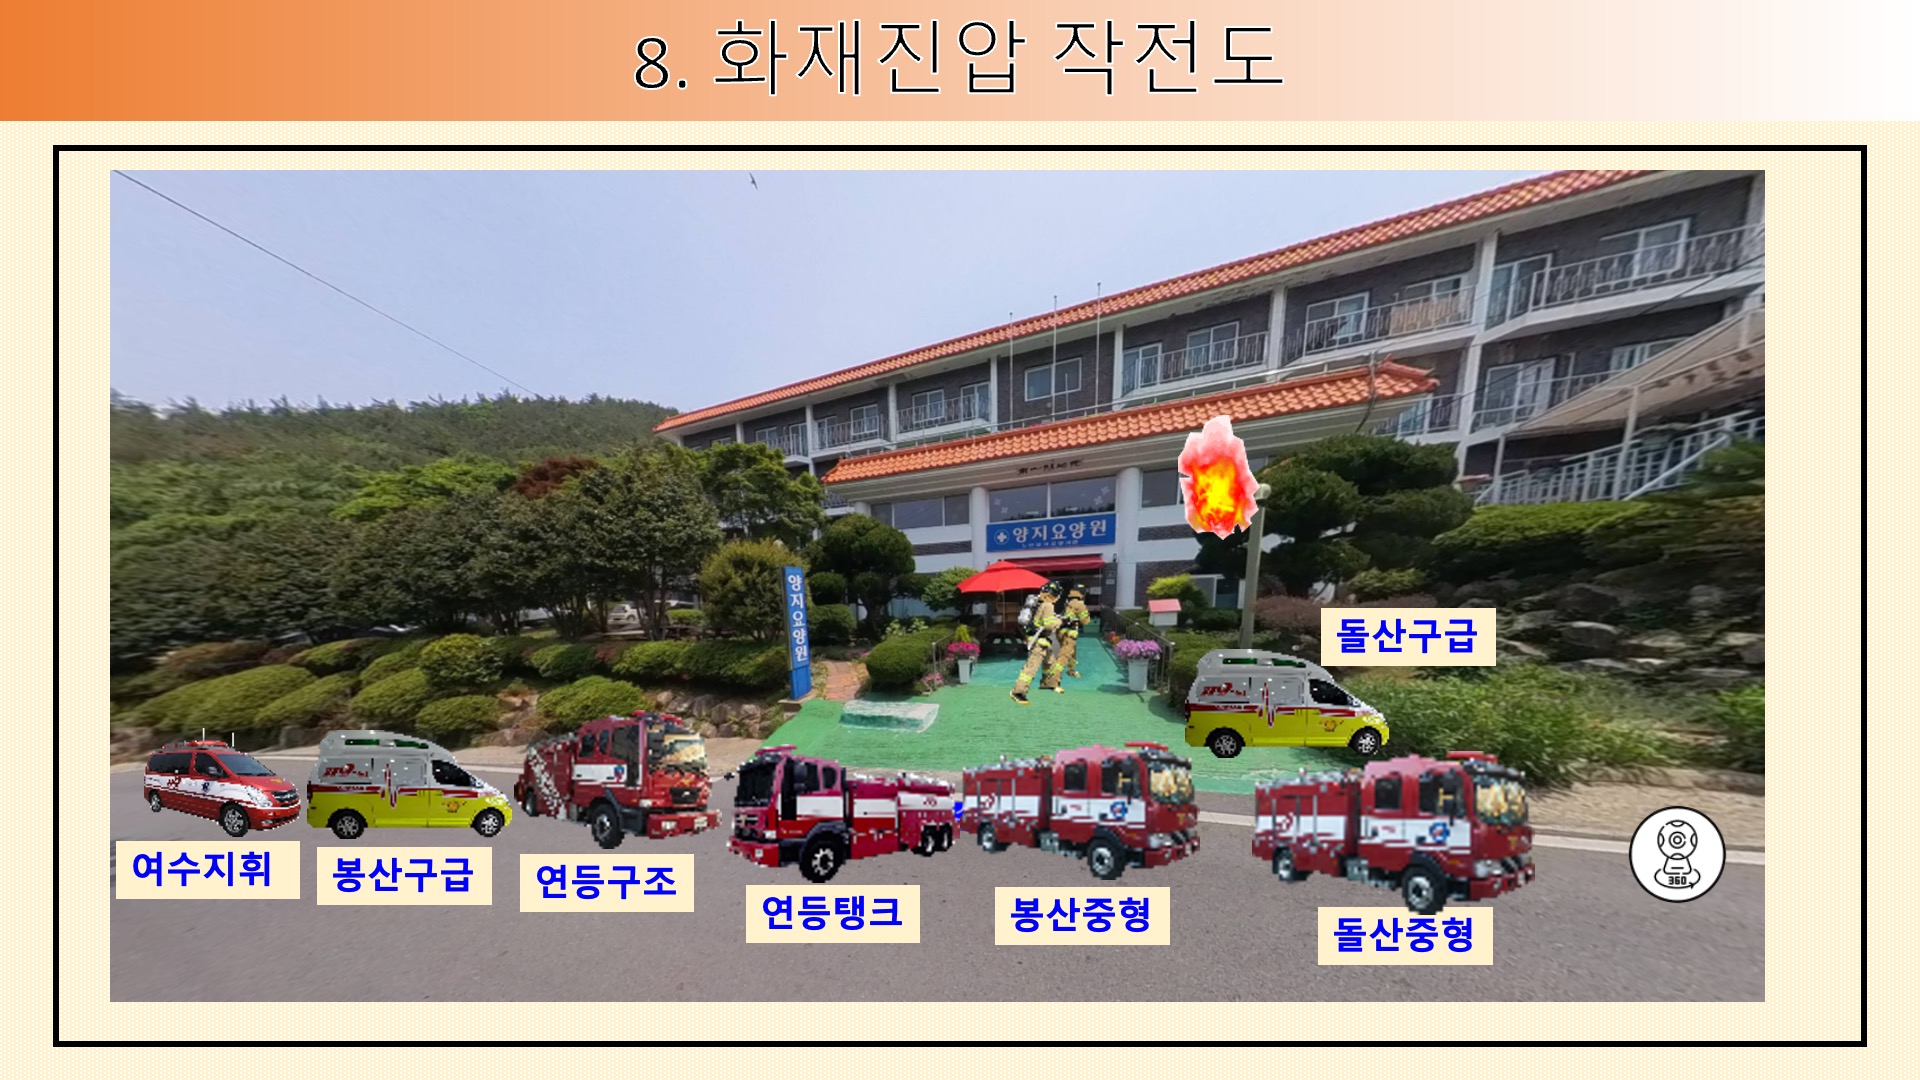 8. 화재진압 작전도
양지요양원
양지요양원
돌산구급
여수지휘
봉산구급
연등구조
연등탱크
봉산중형
돌산중형
360